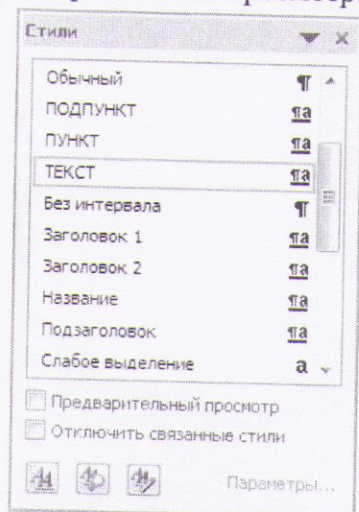 Стили
Обычный ¶
ПОДПУНКТ ¶a
ПУНКТ ¶a
ТЕКСТ ¶a
Без интервала ¶
Заголовок 1 ¶a
Заголовок 2 ¶a
Название ¶a
Подзаголовок ¶a
Слабое выделение a
Предварительный просмотр
Отключить связанные стили
Параметры...